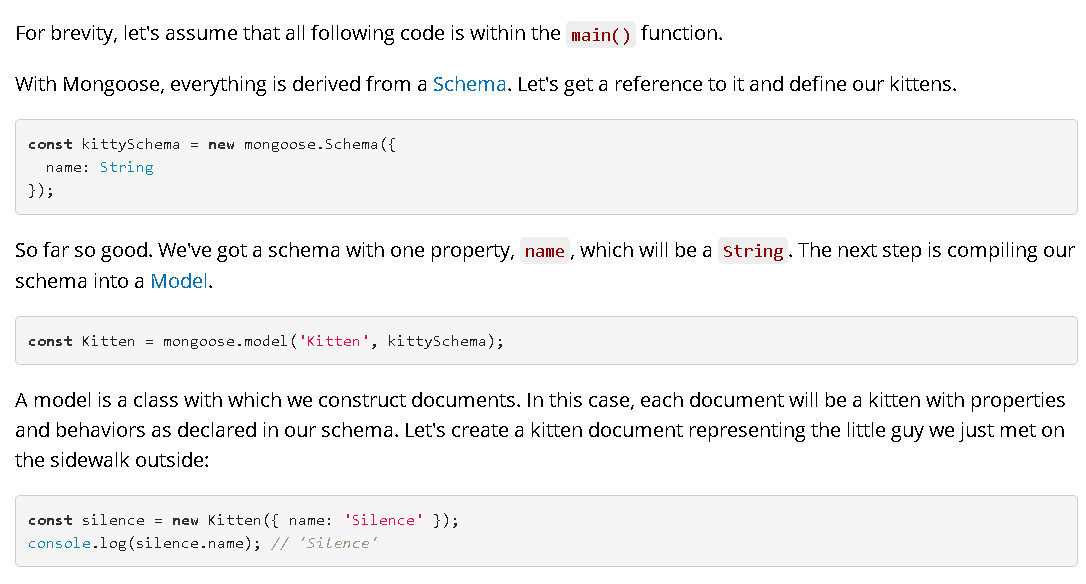 For brevity, let's assume that all following code is within the main() function.
With Mongoose, everything is derived from a Schema. Let's get a reference to it and define our kittens.
const kittySchema = new mongoose.Schema({
  name: String
});
So far so good. We've got a schema with one property, name, which will be a String. The next step is compiling our
schema into a Model.
const Kitten = mongoose.model('Kitten', kittySchema);
A model is a class with which we construct documents. In this case, each document will be a kitten with properties
and behaviors as declared in our schema. Let's create a kitten document representing the little guy we just met on
the sidewalk outside:
const silence = new Kitten({ name: 'Silence' });
console.log(silence.name); // 'Silence'